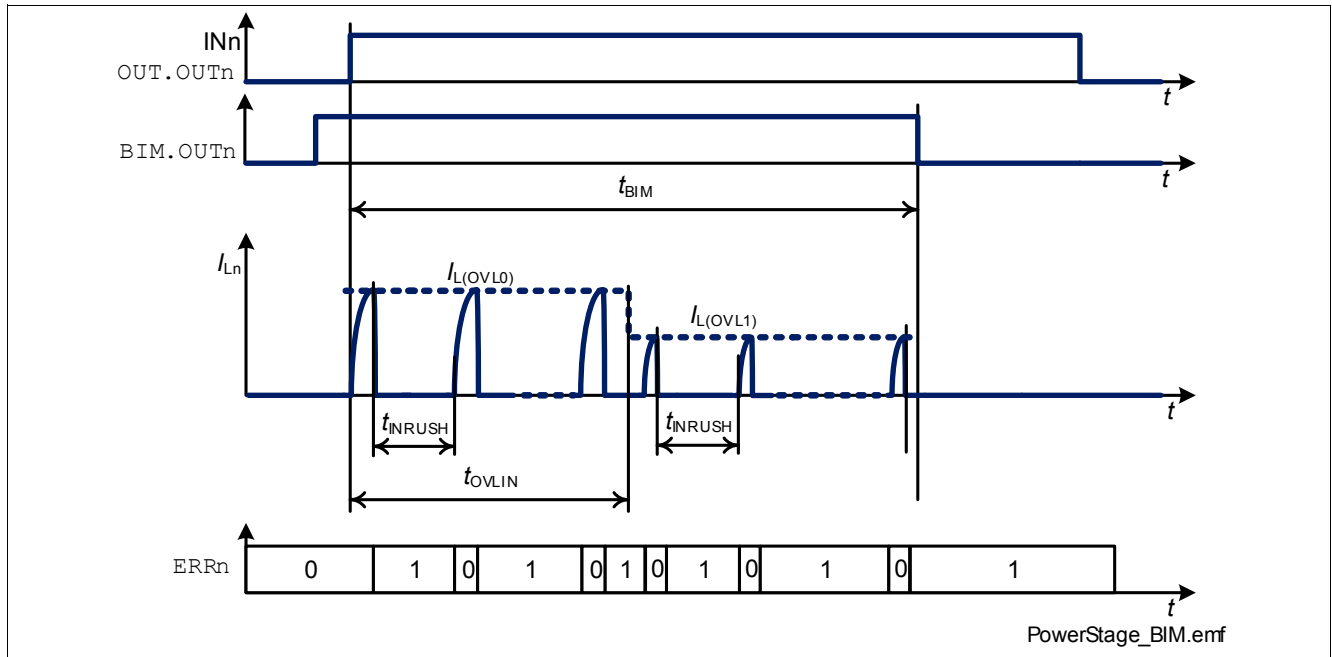 INn
OUT.OUTn
t
BIM.OUTn
t
tBIM
ILn
IL(OVL0)
IL(OVL1)
t
tINRUSH
tINRUSH
tOVLIN
ERRn
0 1 0 1 0 1 0 1 0 1 0 1
t
PowerStage_BIM.emf